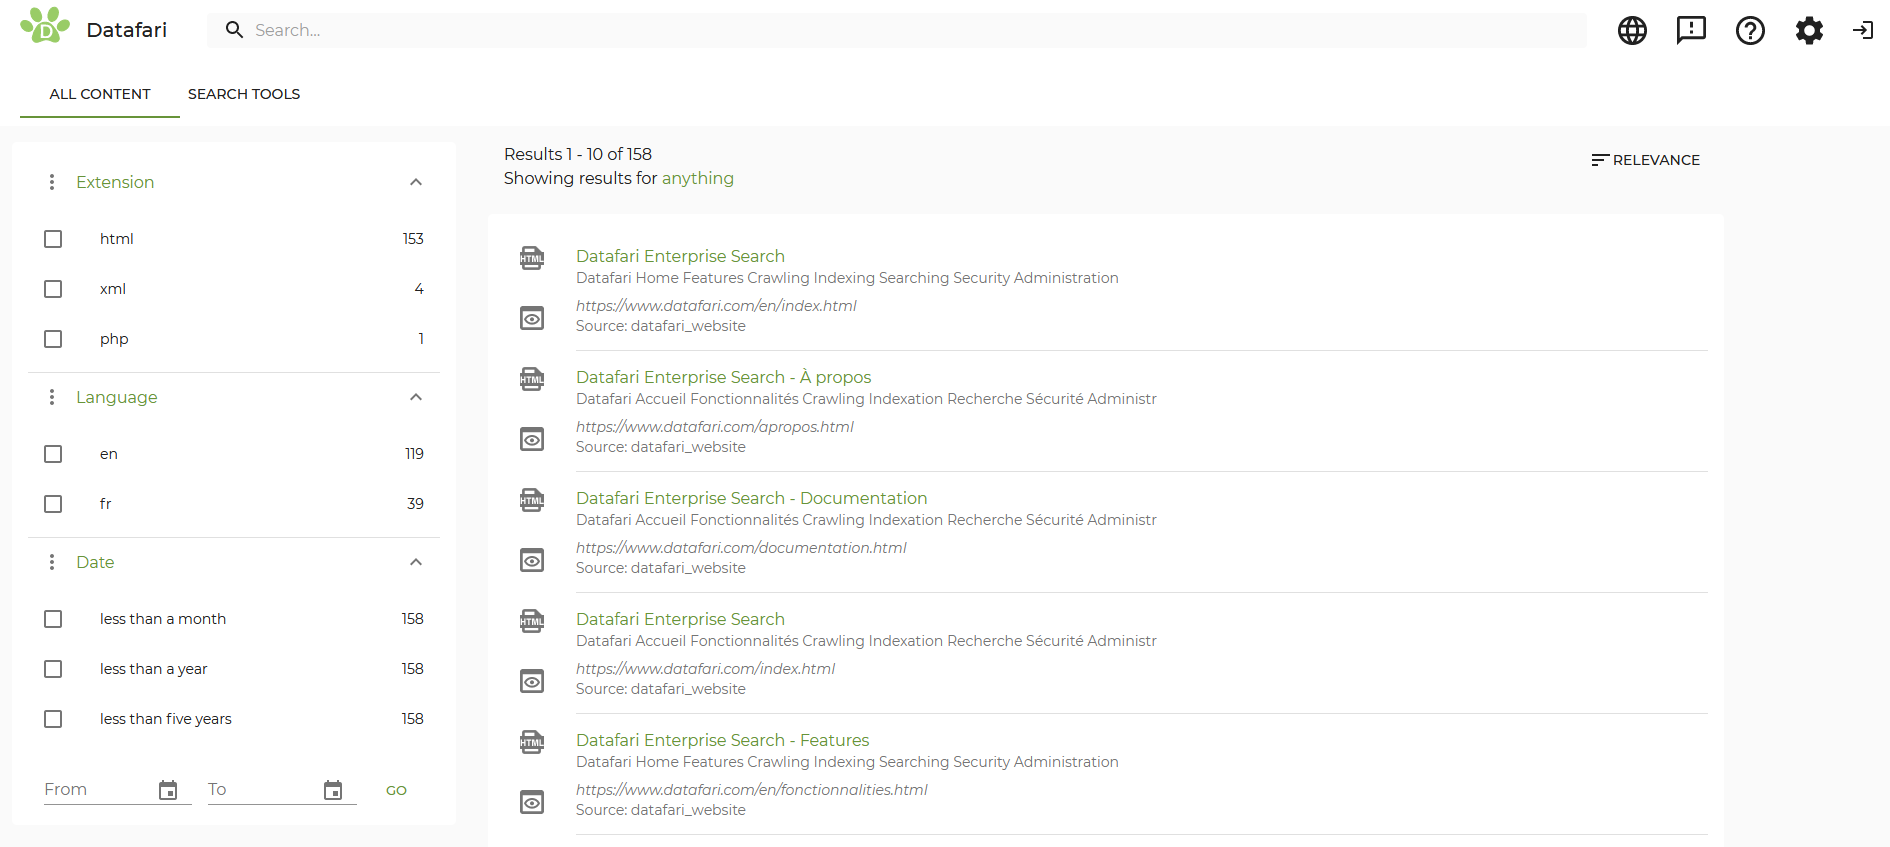 D
Datafari
Search...
ALL CONTENT
SEARCH TOOLS
Extension
html 153
xml 4
php 1
Language
en 119
fr 39
Date
less than a month 158
less than a year 158
less than five years 158
From To GO
Results 1 - 10 of 158
Showing results for anything
RELEVANCE
HTML
Datafari Enterprise Search
Datafari Home Features Crawling Indexing Searching Security Administration
https://www.datafari.com/en/index.html
Source: datafari_website
HTML
Datafari Enterprise Search - À propos
Datafari Accueil Fonctionnalités Crawling Indexation Recherche Sécurité Administr
https://www.datafari.com/apropos.html
Source: datafari_website
HTML
Datafari Enterprise Search - Documentation
Datafari Accueil Fonctionnalités Crawling Indexation Recherche Sécurité Administr
https://www.datafari.com/documentation.html
Source: datafari_website
HTML
Datafari Enterprise Search
Datafari Accueil Fonctionnalités Crawling Indexation Recherche Sécurité Administr
https://www.datafari.com/index.html
Source: datafari_website
HTML
Datafari Enterprise Search - Features
Datafari Home Features Crawling Indexing Searching Security Administration
https://www.datafari.com/en/fonctionnalities.html
Source: datafari_website